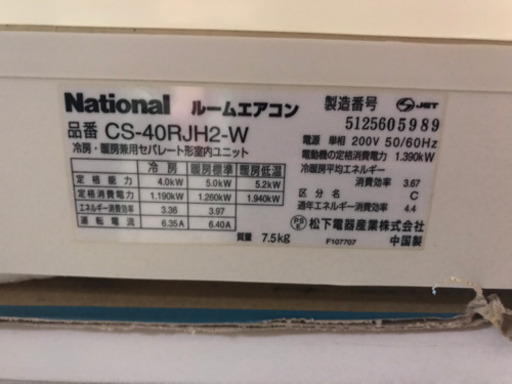 National ルームエアコン
品番 CS-40RJH2-W
冷房・暖房兼用セパレート形室内ユニット
冷房 暖房標準 暖房低温
定格能力 4.0kW 5.0kW 5.2kW
定格消費電力 1.190kW 1.260kW 1.940kW
エネルギー消費効率 3.36 3.97
運転電流 6.35A 6.40A
質量 7.5kg
製造番号 JET
5125605989
電源 単相 200V 50/60Hz
電動機の定格消費電力 1.390kW
冷暖房平均エネルギー
消費効率 3.67
区分名 C
通年エネルギー消費効率 4.4
PSE 松下電器産業株式会社
F107707 中国製